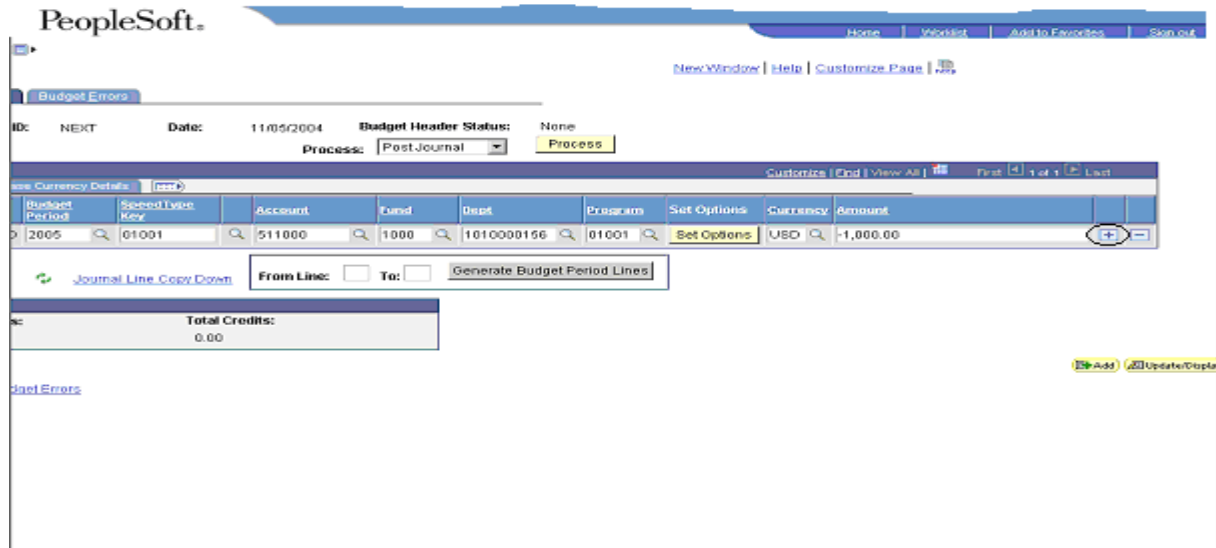 PeopleSoft.
Home Worklist Add to Favorites Sign out
New Window | Help | Customize Page |
Budget Errors
ID: NEXT Date: 11/05/2004 Budget Header Status: None
Process: Post Journal Process
Customize | Find | View All | First 1 of 1 Last
ase Currency Details
Budget Period SpeedType Key Account Fund Dept Program Set Options Currency Amount
2005 01001 511000 1000 1010000156 01001 Set Options USD -1,000.00 + -
Journal Line Copy Down From Line: To: Generate Budget Period Lines
s: Total Credits:
0.00
Add Update/Displa
dget Errors